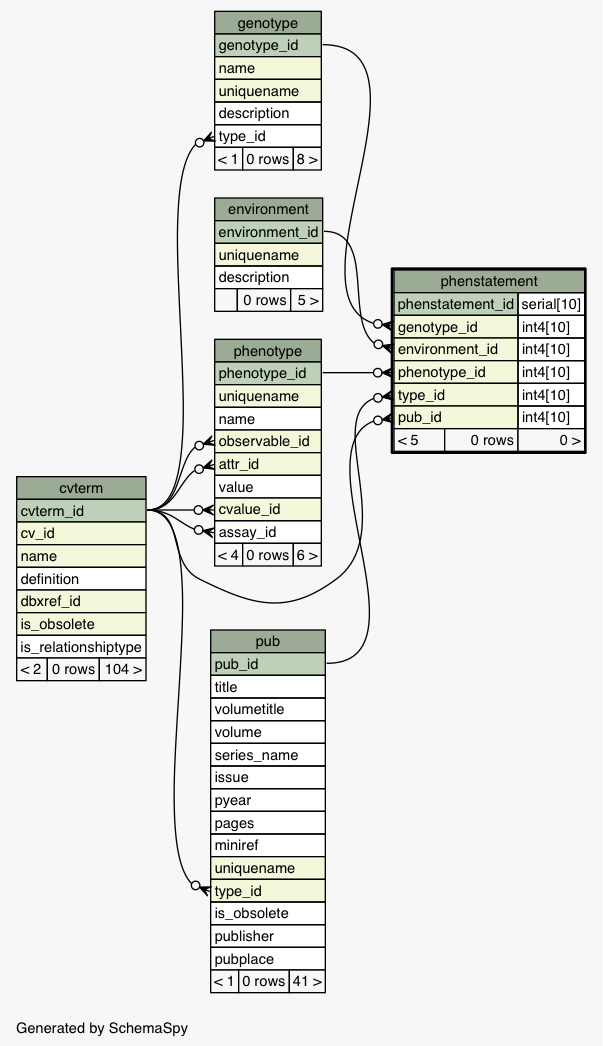 genotype
genotype_id
name
uniquename
description
type_id
< 1 0 rows 8 >
environment
environment_id
uniquename
description
0 rows 5 >
phenstatement
phenstatement_id serial[10]
genotype_id int4[10]
environment_id int4[10]
phenotype_id int4[10]
type_id int4[10]
pub_id int4[10]
< 5 0 rows 0 >
phenotype
phenotype_id
uniquename
name
observable_id
attr_id
value
cvalue_id
assay_id
< 4 0 rows 6 >
cvterm
cvterm_id
cv_id
name
definition
dbxref_id
is_obsolete
is_relationshiptype
< 2 0 rows 104 >
pub
pub_id
title
volumetitle
volume
series_name
issue
pyear
pages
miniref
uniquename
type_id
is_obsolete
publisher
pubplace
< 1 0 rows 41 >
Generated by SchemaSpy